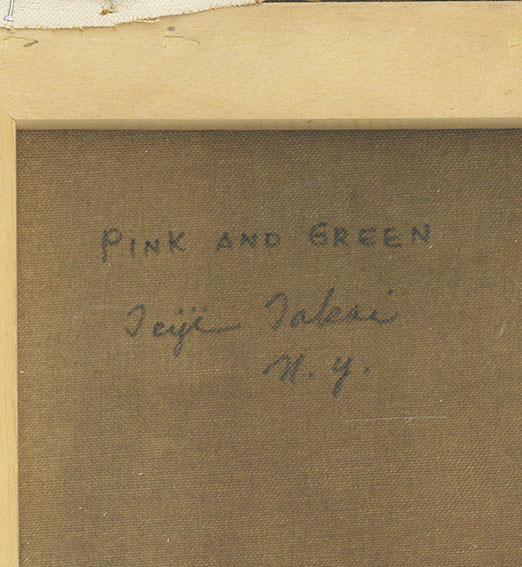 PINK AND GREEN
Teiji Takai
N. Y.